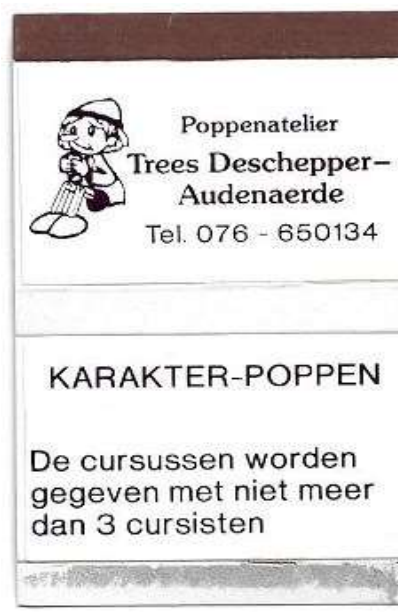 Poppenatelier
Trees Deschepper–
Audenaerde
Tel. 076 - 650134
KARAKTER-POPPEN
De cursussen worden
gegeven met niet meer
dan 3 cursisten